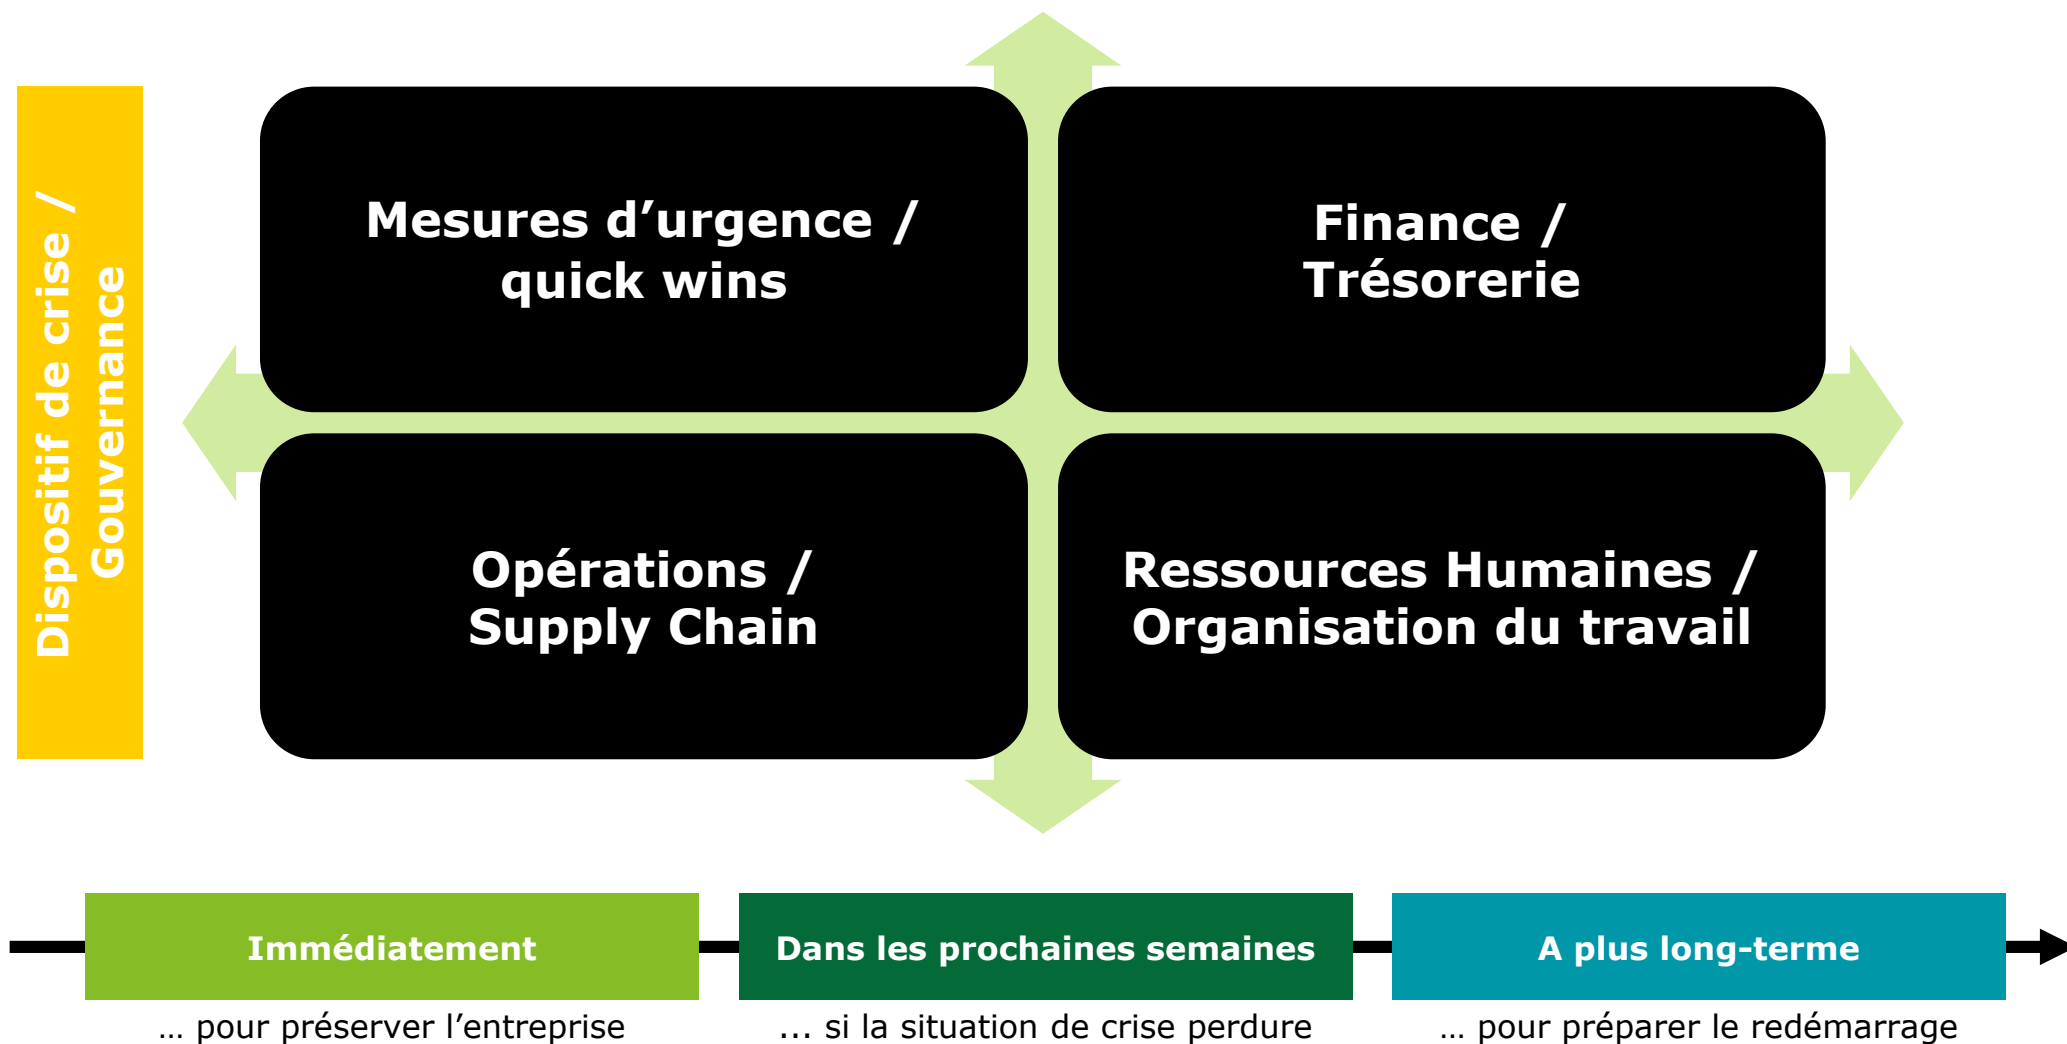 Dispositif de crise /
Gouvernance
Mesures d’urgence /
quick wins
Finance /
Trésorerie
Opérations /
Supply Chain
Ressources Humaines /
Organisation du travail
Immédiatement
Dans les prochaines semaines
A plus long-terme
… pour préserver l’entreprise
... si la situation de crise perdure
… pour préparer le redémarrage